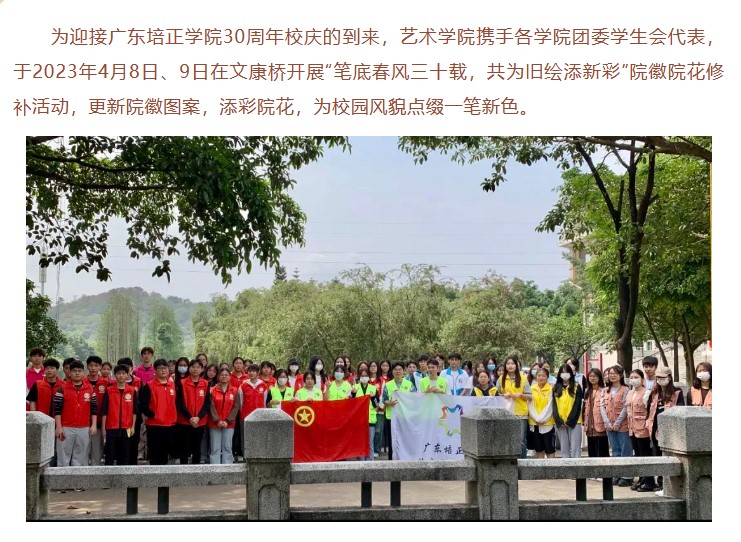 为迎接广东培正学院30周年校庆的到来，艺术学院携手各学院团委学生会代表，
于2023年4月8日、9日在文康桥开展“笔底春风三十载，共为旧绘添新彩”院徽院花修
补活动，更新院徽图案，添彩院花，为校园风貌点缀一笔新色。
广东培正